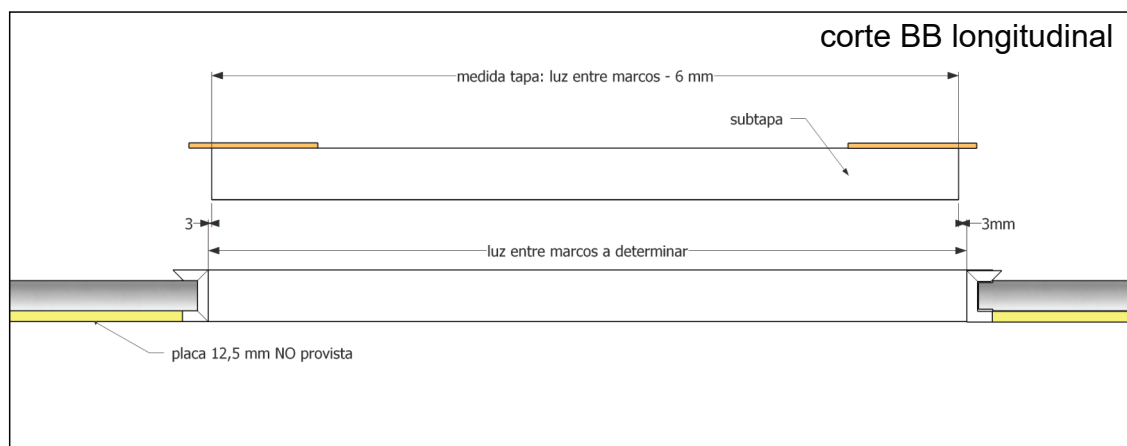 corte BB longitudinal
medida tapa: luz entre marcos - 6 mm
subtapa
3
3mm
luz entre marcos a determinar
placa 12,5 mm NO provista